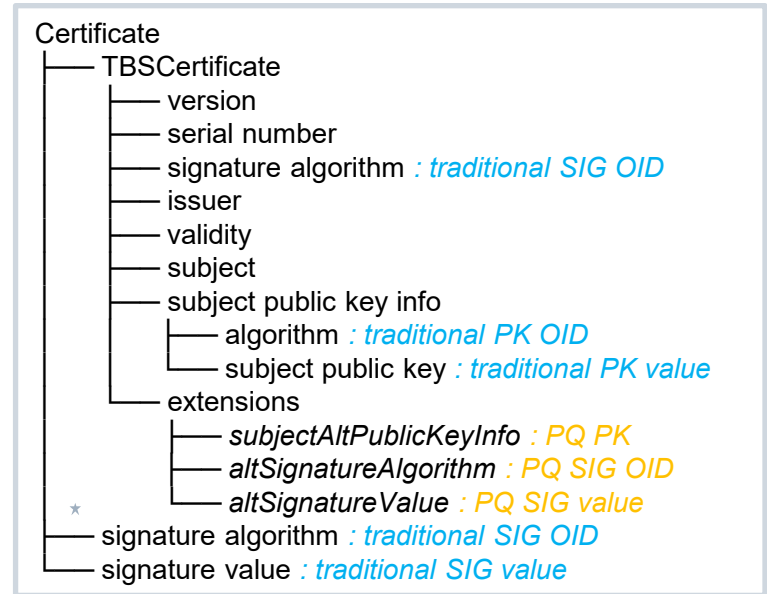 Certificate
TBSCertificate
version
serial number
signature algorithm : traditional SIG OID
issuer
validity
subject
subject public key info
algorithm : traditional PK OID
subject public key : traditional PK value
extensions
subjectAltPublicKeyInfo : PQ PK
altSignatureAlgorithm : PQ SIG OID
altSignatureValue : PQ SIG value
signature algorithm : traditional SIG OID
signature value : traditional SIG value